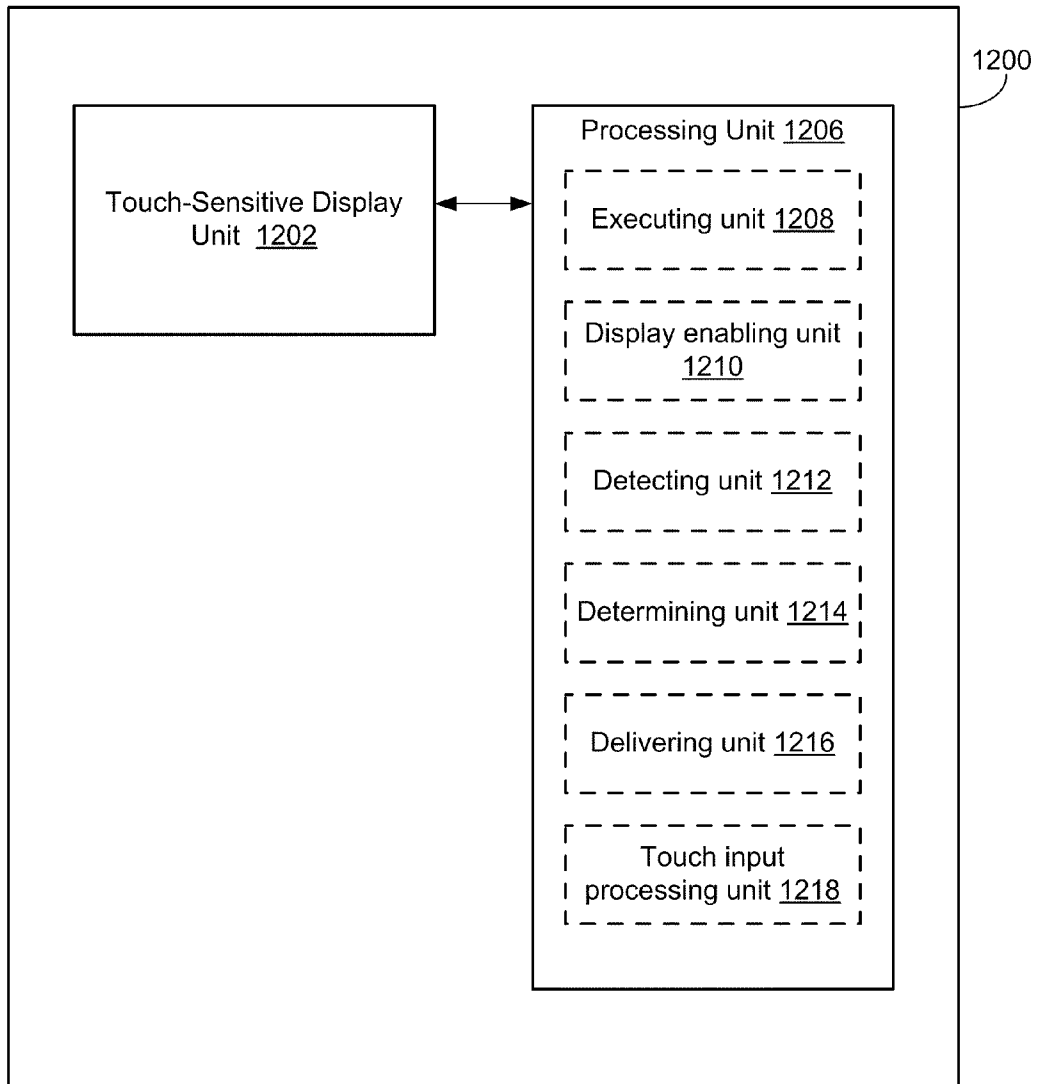 1200
Processing Unit 1206
Touch-Sensitive Display
Unit 1202
Executing unit 1208
Display enabling unit
1210
Detecting unit 1212
Determining unit 1214
Delivering unit 1216
Touch input
processing unit 1218